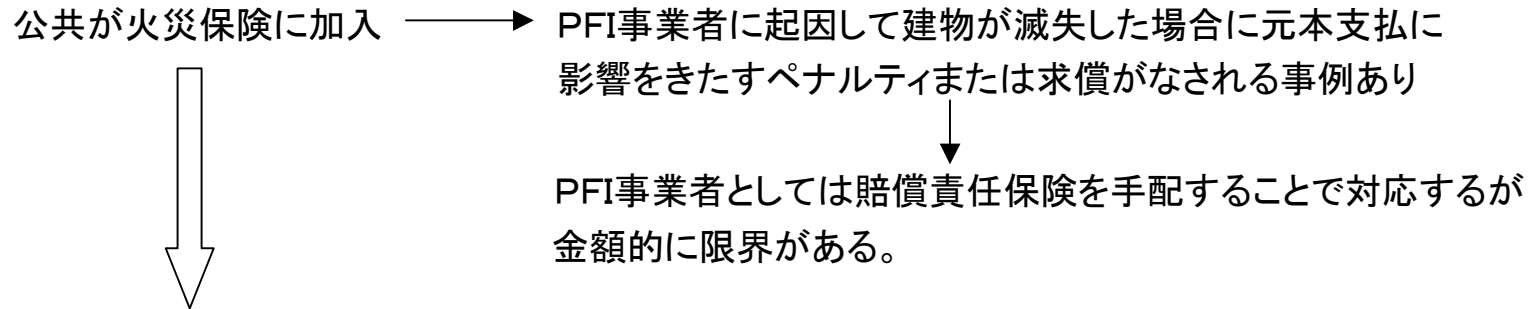 公共が火災保険に加入
PFI事業者に起因して建物が滅失した場合に元本支払に
影響をきたすペナルティまたは求償がなされる事例あり
PFI事業者としては賠償責任保険を手配することで対応するが
金額的に限界がある。